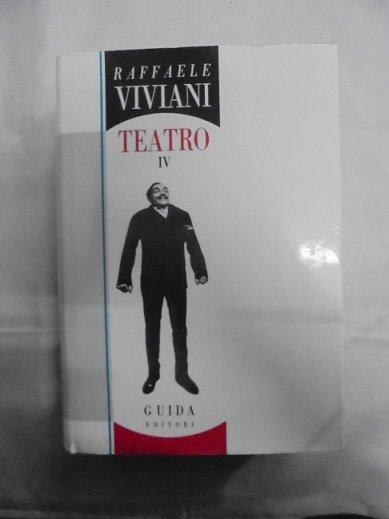 RAFFAELE
VIVIANI
TEATRO
IV
GUIDA
EDITORI